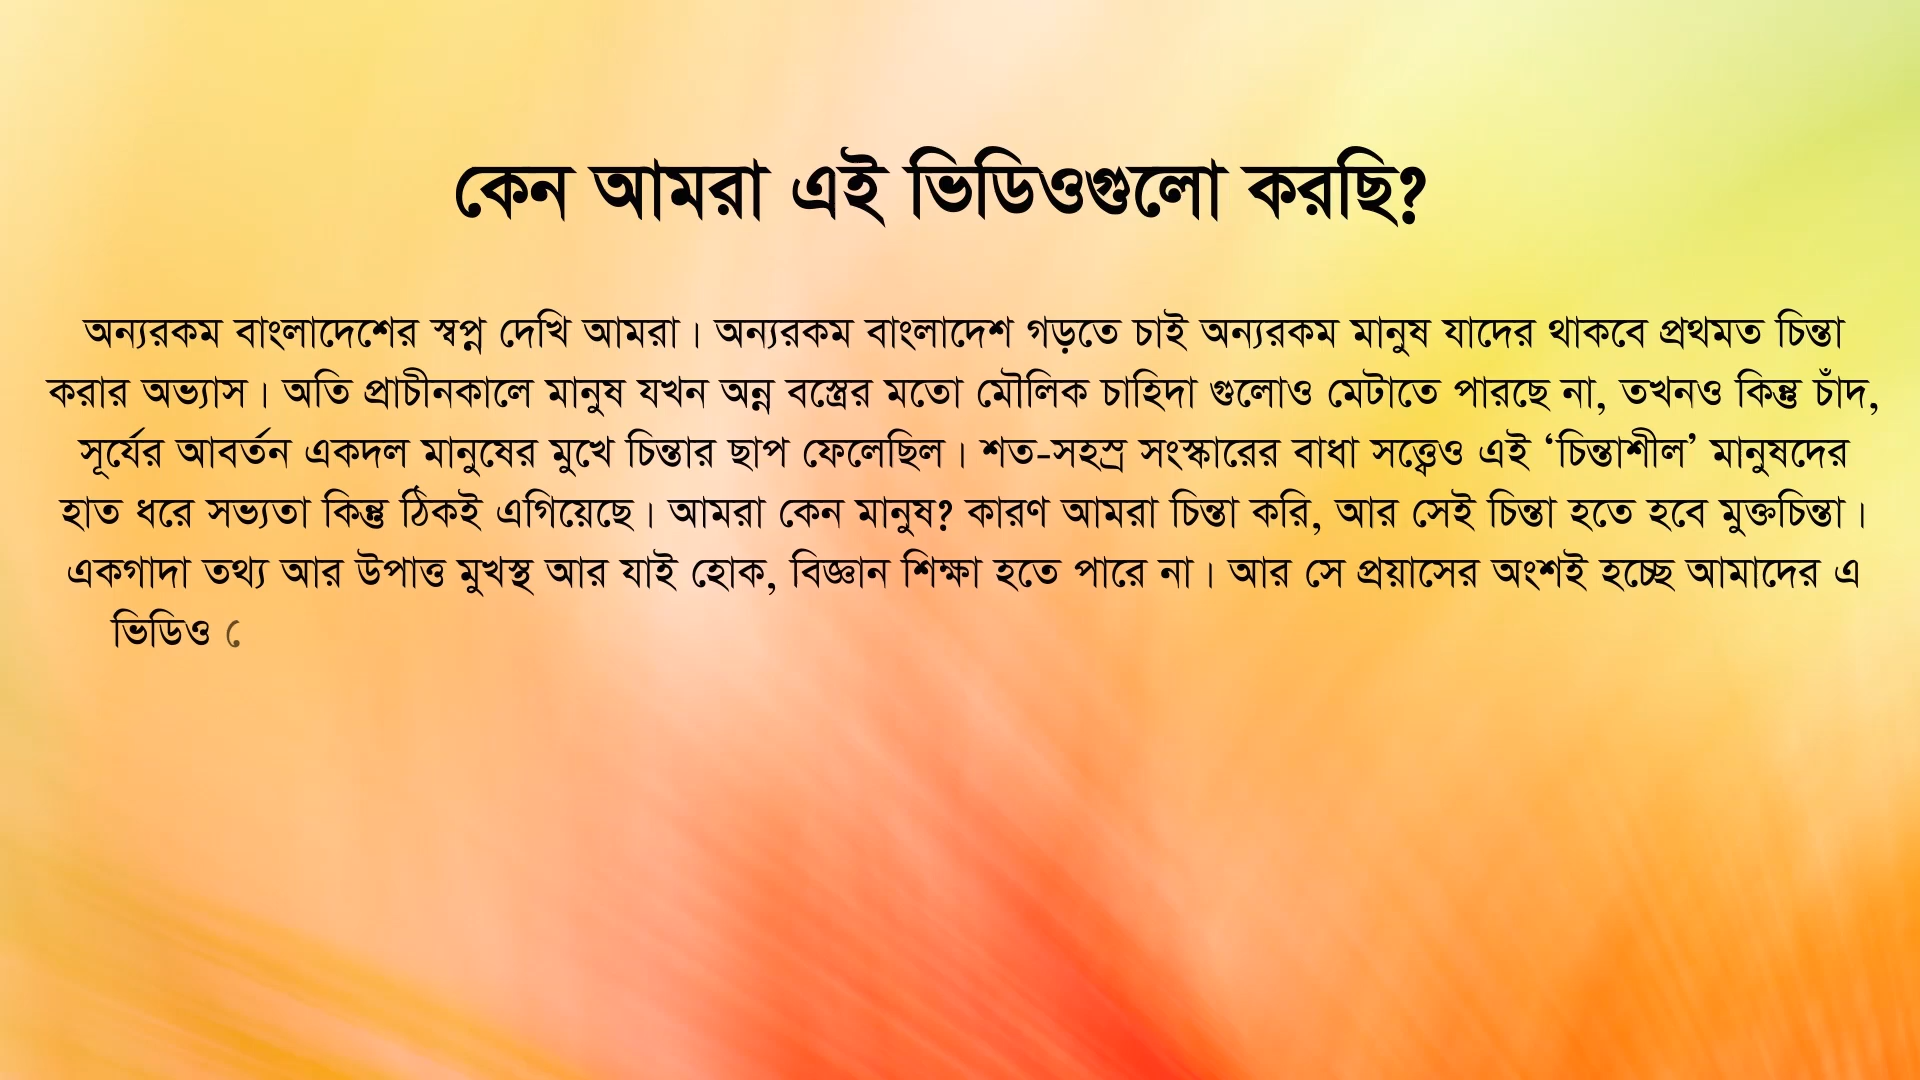 কেন আমরা এই ভিডিওগুলো করছি?
অন্যরকম বাংলাদেশের স্বপ্ন দেখি আমরা। অন্যরকম বাংলাদেশ গড়তে চাই অন্যরকম মানুষ যাদের থাকবে প্রথমত চিন্তা
করার অভ্যাস। অতি প্রাচীনকালে মানুষ যখন অন্ন বস্ত্রের মতো মৌলিক চাহিদা গুলোও মেটাতে পারছে না, তখনও কিন্তু চাঁদ,
সূর্যের আবর্তন একদল মানুষের মুখে চিন্তার ছাপ ফেলেছিল। শত-সহস্র সংস্কারের বাধা সত্ত্বেও এই ‘চিন্তাশীল’ মানুষদের
হাত ধরে সভ্যতা কিন্তু ঠিকই এগিয়েছে। আমরা কেন মানুষ? কারণ আমরা চিন্তা করি, আর সেই চিন্তা হতে হবে মুক্তচিন্তা।
একগাদা তথ্য আর উপাত্ত মুখস্থ আর যাই হোক, বিজ্ঞান শিক্ষা হতে পারে না। আর সে প্রয়াসের অংশই হচ্ছে আমাদের এ
ভিডিও